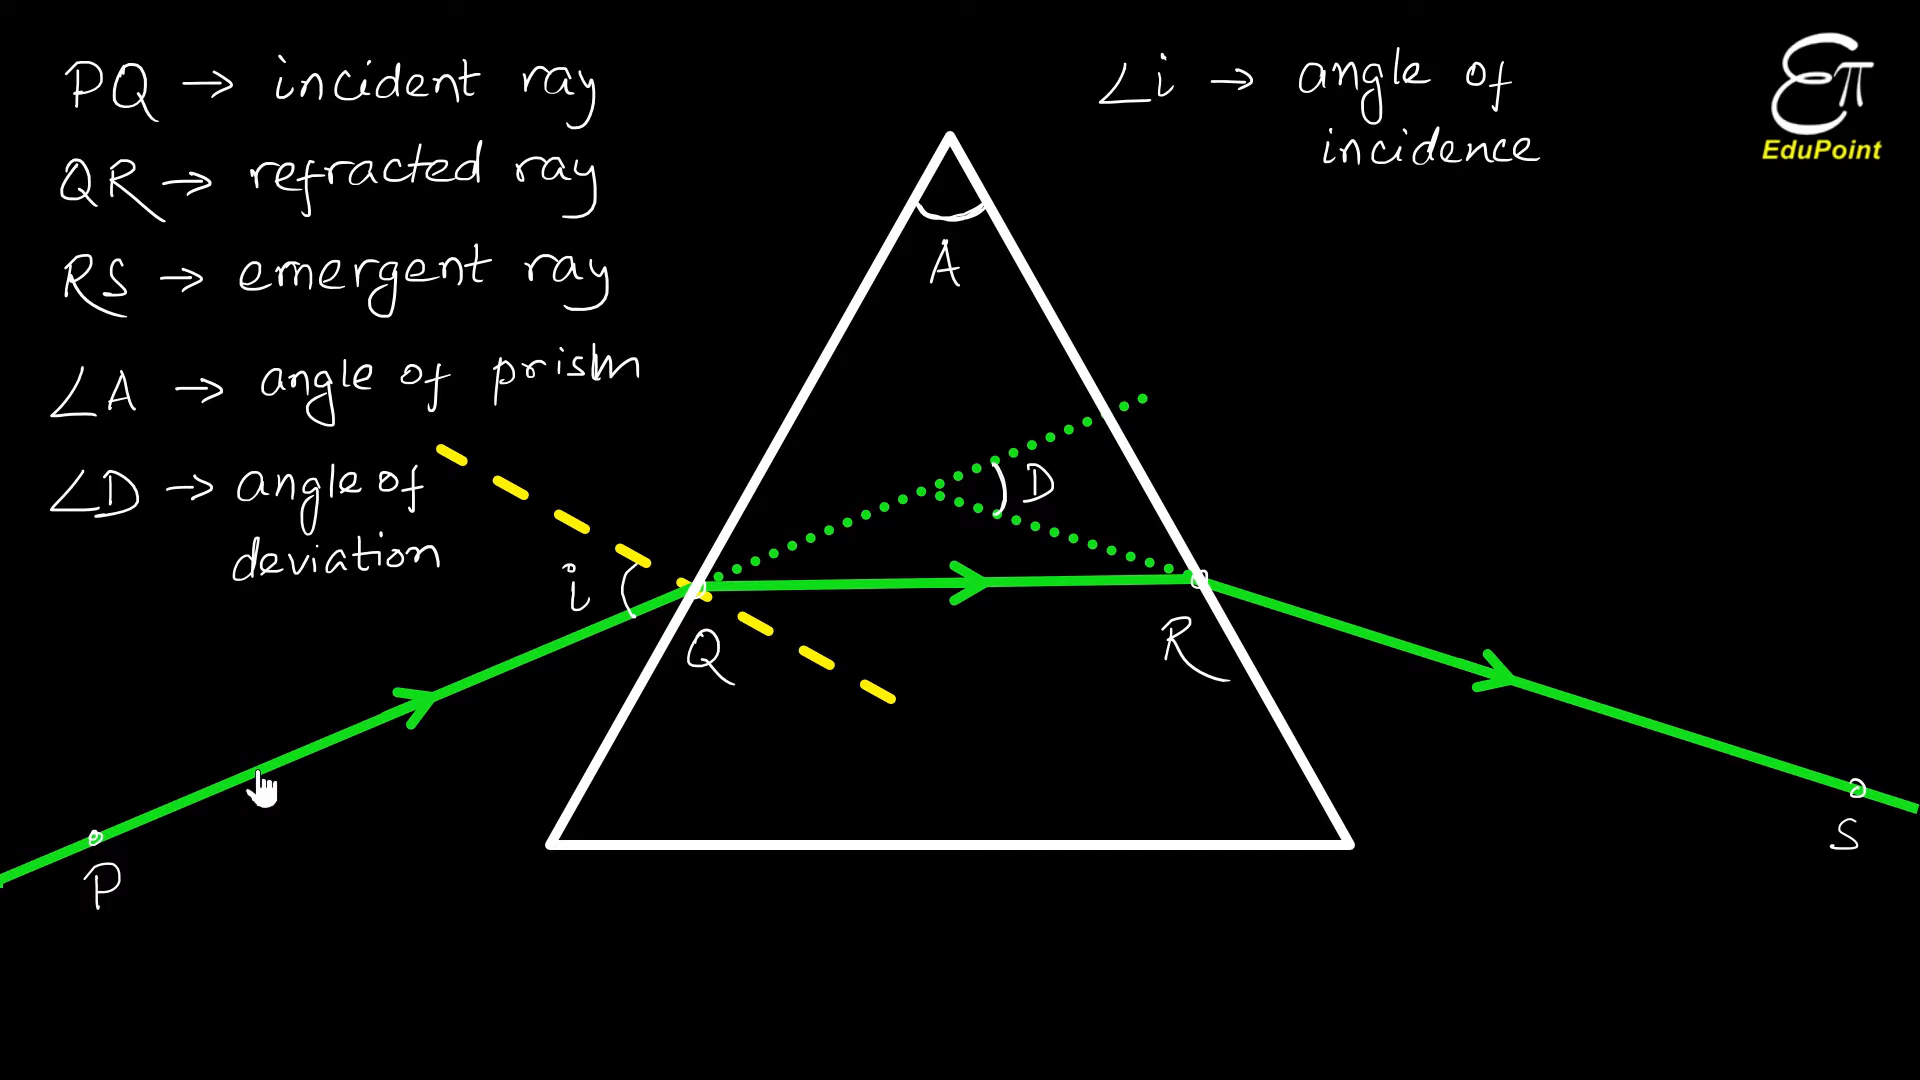 PQ → incident ray
QR → refracted ray
RS → emergent ray
∠A → angle of prism
∠D → angle of
deviation
∠i → angle of
incidence
επ
EduPoint
A
D
i
Q
R
P
S